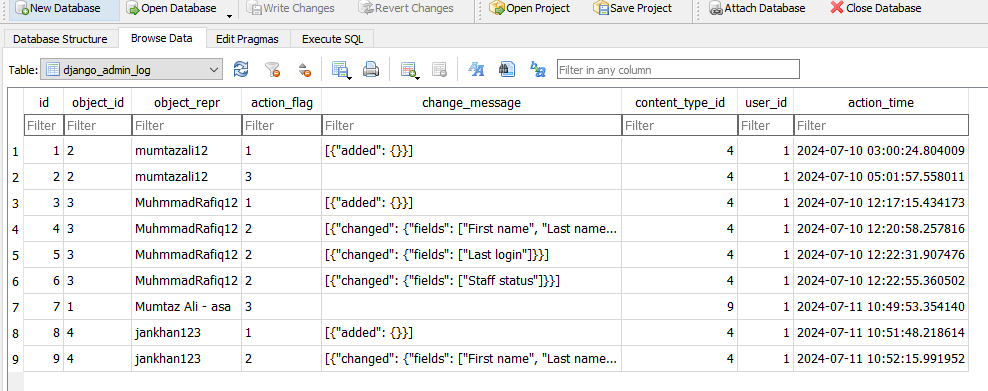 New Database Open Database Write Changes Revert Changes Open Project Save Project Attach Database Close Database
Database Structure Browse Data Edit Pragmas Execute SQL
Table: django_admin_log Filter in any column
id object_id object_repr action_flag change_message content_type_id user_id action_time
Filter Filter Filter Filter Filter Filter Filter Filter
1 1 2 mumtazali12 1 [{"added": {}}] 4 1 2024-07-10 03:00:24.804009
2 2 2 mumtazali12 3 4 1 2024-07-10 05:01:57.558011
3 3 3 MuhmmadRafiq12 1 [{"added": {}}] 4 1 2024-07-10 12:17:15.434173
4 4 3 MuhmmadRafiq12 2 [{"changed": {"fields": ["First name", "Last name... 4 1 2024-07-10 12:20:58.257816
5 5 3 MuhmmadRafiq12 2 [{"changed": {"fields": ["Last login"]}}] 4 1 2024-07-10 12:22:31.907476
6 6 3 MuhmmadRafiq12 2 [{"changed": {"fields": ["Staff status"]}}] 4 1 2024-07-10 12:22:55.360502
7 7 1 Mumtaz Ali - asa 3 9 1 2024-07-11 10:49:53.354140
8 8 4 jankhan123 1 [{"added": {}}] 4 1 2024-07-11 10:51:48.218614
9 9 4 jankhan123 2 [{"changed": {"fields": ["First name", "Last name... 4 1 2024-07-11 10:52:15.991952